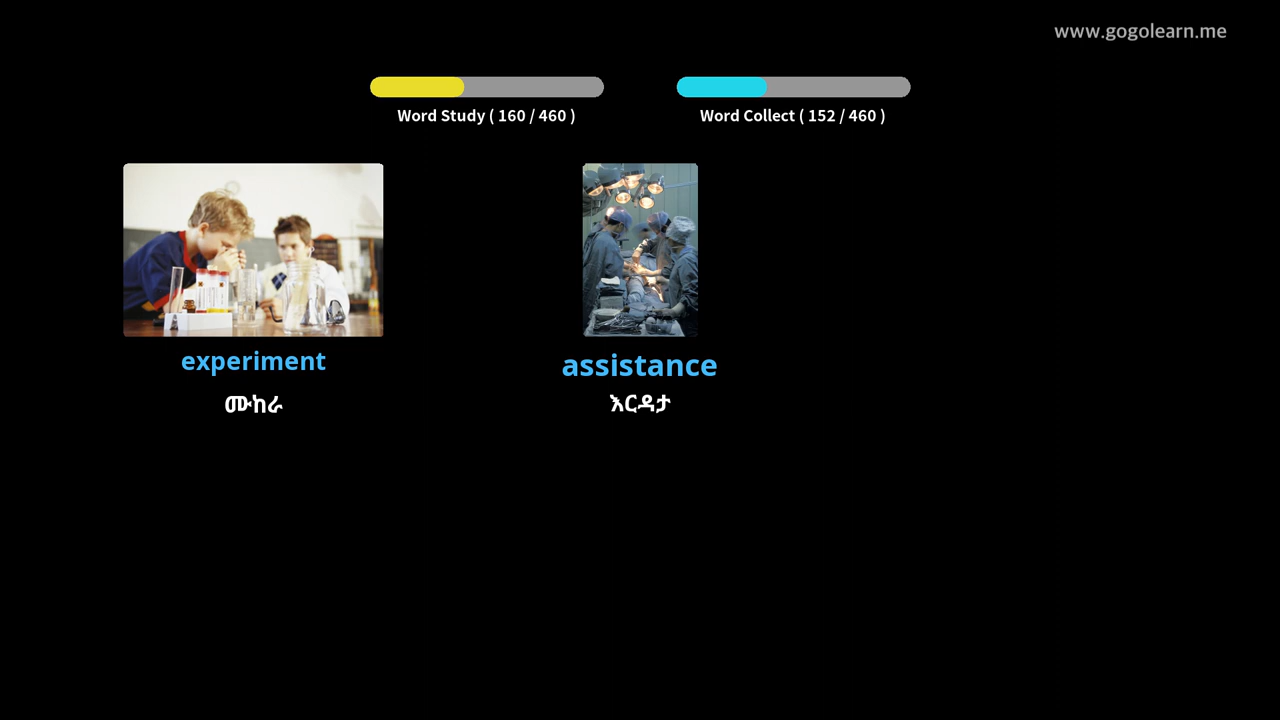 www.gogolearn.me
Word Study ( 160 / 460 )
Word Collect ( 152 / 460 )
experiment
assistance
ሙከራ
እርዳታ